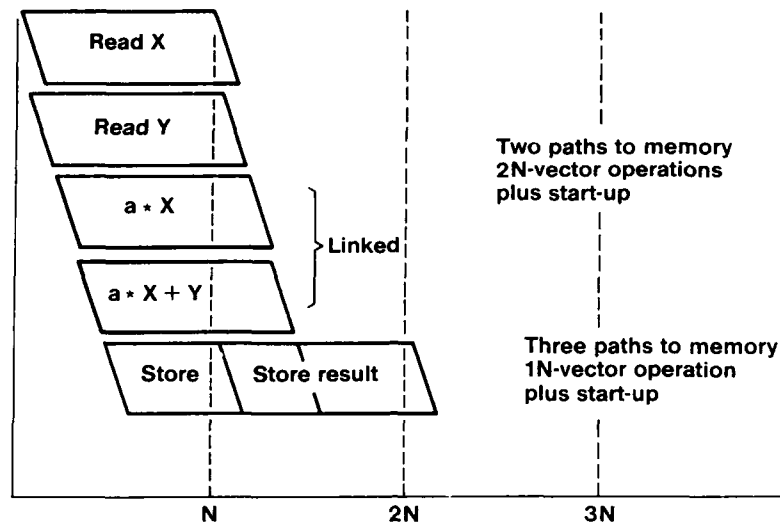 Read X
Read Y
a * X
a * X + Y
Linked
Store
Store result
Two paths to memory
2N-vector operations
plus start-up
Three paths to memory
1N-vector operation
plus start-up
N
2N
3N